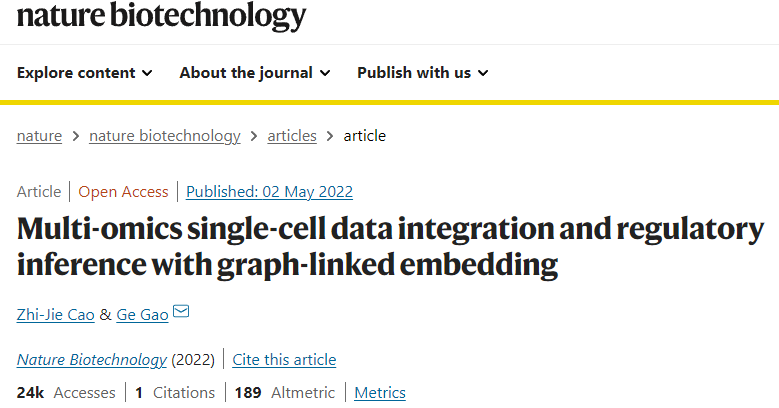 nature biotechnology
Explore content About the journal Publish with us
nature > nature biotechnology > articles > article
Article | Open Access | Published: 02 May 2022
Multi-omics single-cell data integration and regulatory
inference with graph-linked embedding
Zhi-Jie Cao & Ge Gao
Nature Biotechnology (2022) | Cite this article
24k Accesses | 1 Citations | 189 Altmetric | Metrics